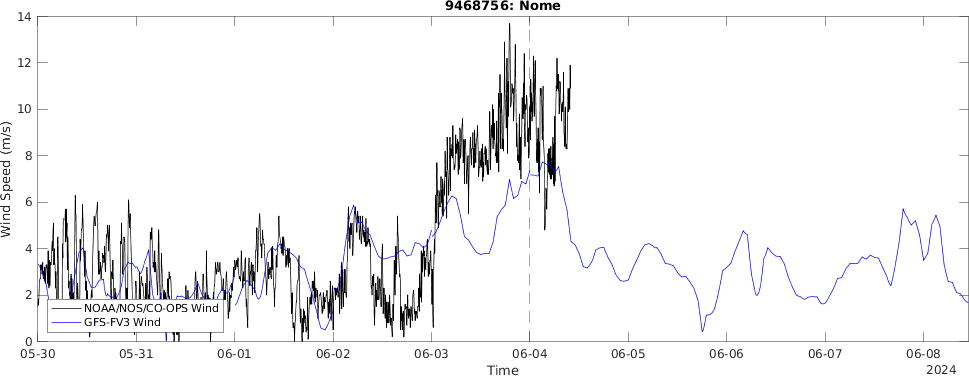 9468756: Nome
Wind Speed (m/s)
14
12
10
8
6
4
2
0
NOAA/NOS/CO-OPS Wind
GFS-FV3 Wind
05-30 05-31 06-01 06-02 06-03 06-04 06-05 06-06 06-07 06-08
Time
2024